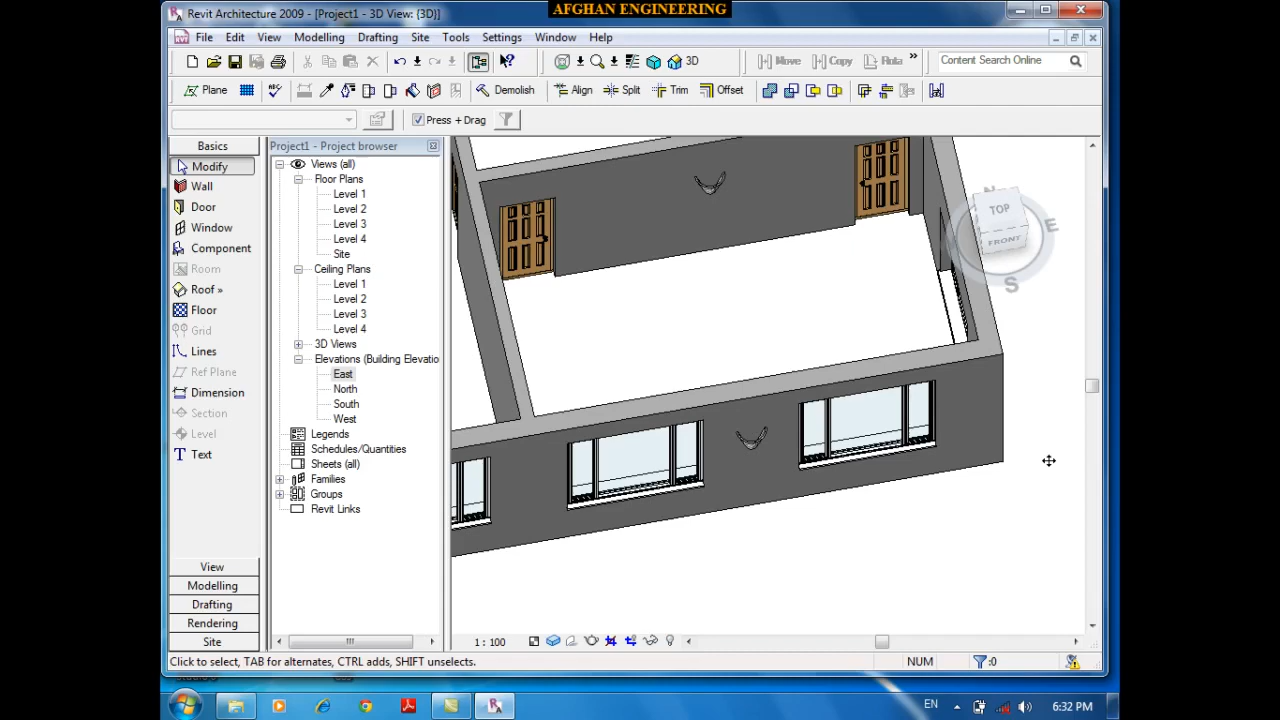 AFGHAN ENGINEERING
Revit Architecture 2009 - [Project1 - 3D View: {3D}]
File Edit View Modelling Drafting Site Tools Settings Window Help
3D Move Copy Rota » Content Search Online
Plane Demolish Align Split Trim Offset
Press + Drag
Basics
Modify
Wall
Door
Window
Component
Room
Roof »
Floor
Grid
Lines
Ref Plane
Dimension
Section
Level
Text
View
Modelling
Drafting
Rendering
Site
Project1 - Project browser
Views (all)
Floor Plans
Level 1
Level 2
Level 3
Level 4
Site
Ceiling Plans
Level 1
Level 2
Level 3
Level 4
3D Views
Elevations (Building Elevatio
East
North
South
West
Legends
Schedules/Quantities
Sheets (all)
Families
Groups
Revit Links
TOP
FRONT
E
S
1 : 100
Click to select, TAB for alternates, CTRL adds, SHIFT unselects.
NUM :0
EN 6:32 PM